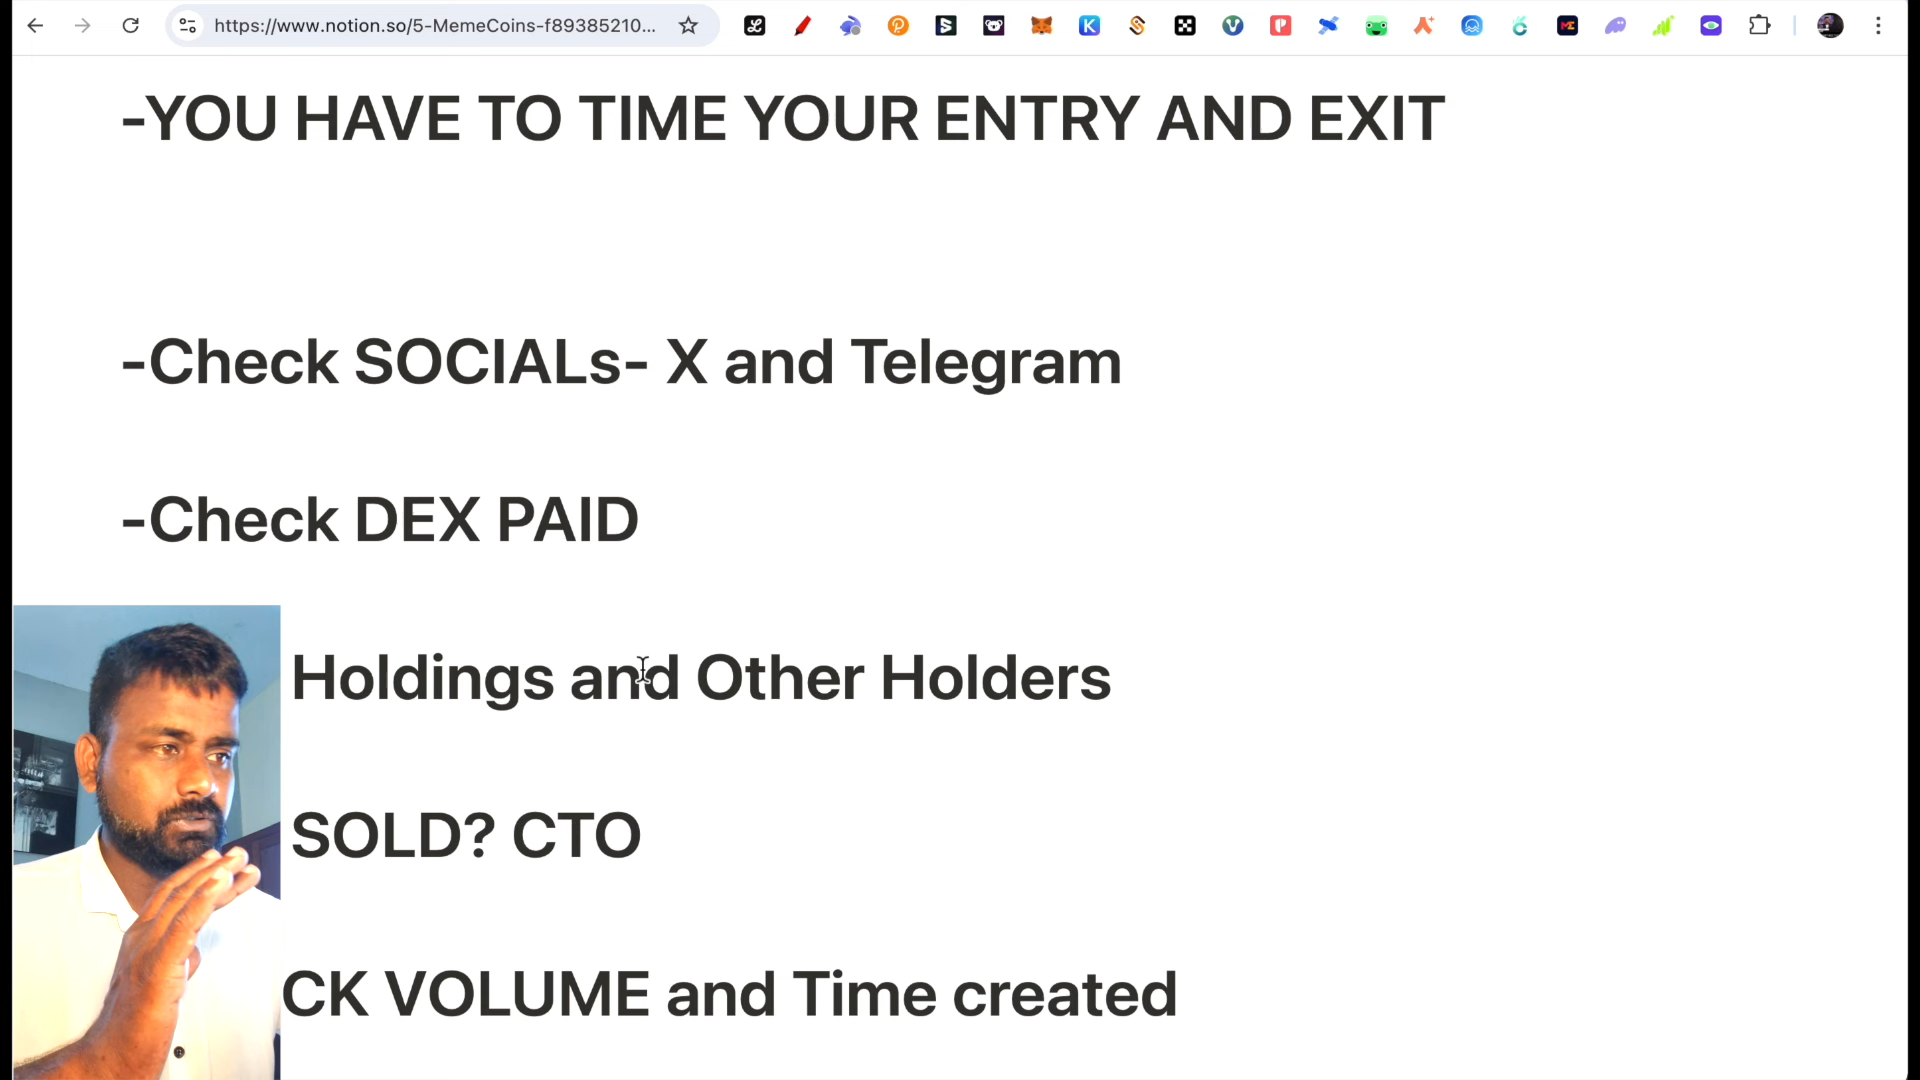 https://www.notion.so/5-MemeCoins-f89385210...
-YOU HAVE TO TIME YOUR ENTRY AND EXIT
-Check SOCIALs- X and Telegram
-Check DEX PAID
Holdings and Other Holders
SOLD? CTO
CK VOLUME and Time created